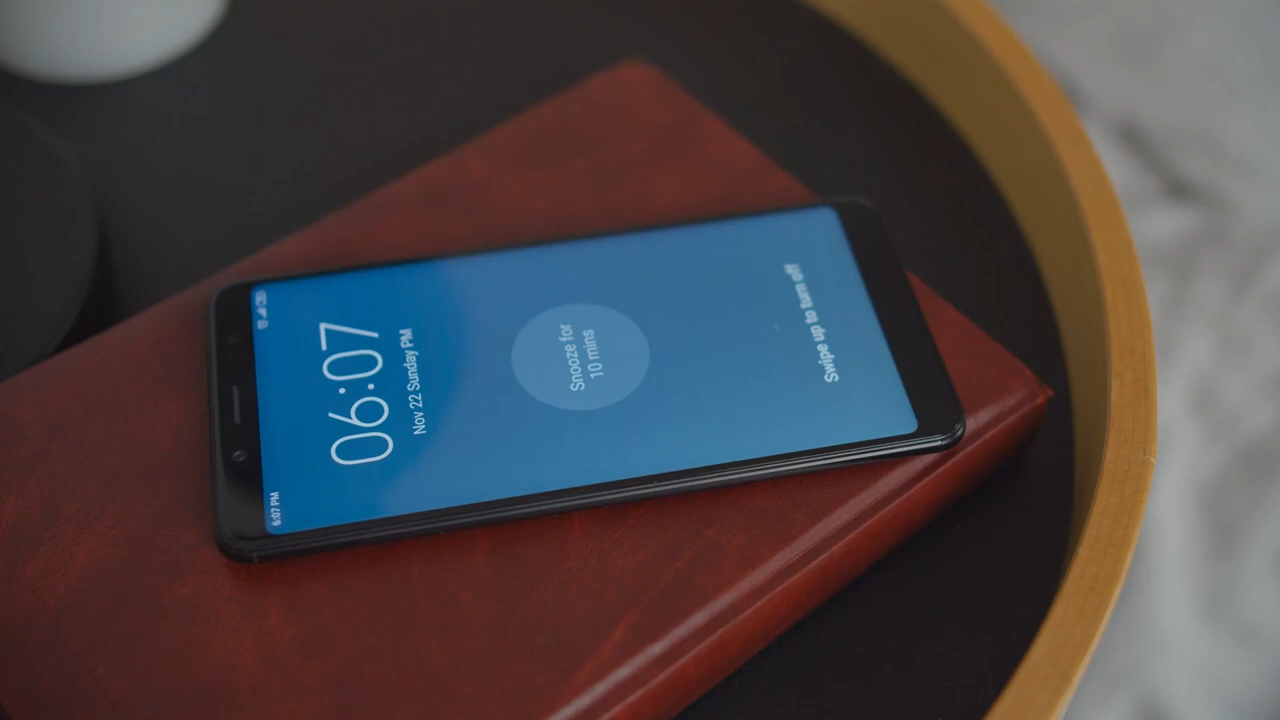 6:07 PM
06:07
Nov 22 Sunday PM
Snooze for
10 mins
Swipe up to turn off